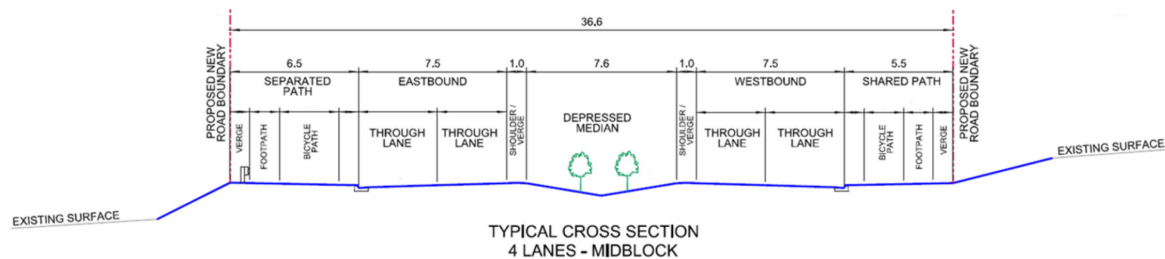 36.6
6.5
7.5
1.0
7.6
1.0
7.5
5.5
PROPOSED NEW
ROAD BOUNDARY
SEPARATED
PATH
EASTBOUND
WESTBOUND
SHARED PATH
PROPOSED NEW
ROAD BOUNDARY
VERGE
FOOTPATH
BICYCLE
PATH
THROUGH
LANE
THROUGH
LANE
SHOULDER /
VERGE
DEPRESSED
MEDIAN
SHOULDER /
VERGE
THROUGH
LANE
THROUGH
LANE
BICYCLE
PATH
FOOTPATH
VERGE
EXISTING SURFACE
EXISTING SURFACE
TYPICAL CROSS SECTION
4 LANES - MIDBLOCK